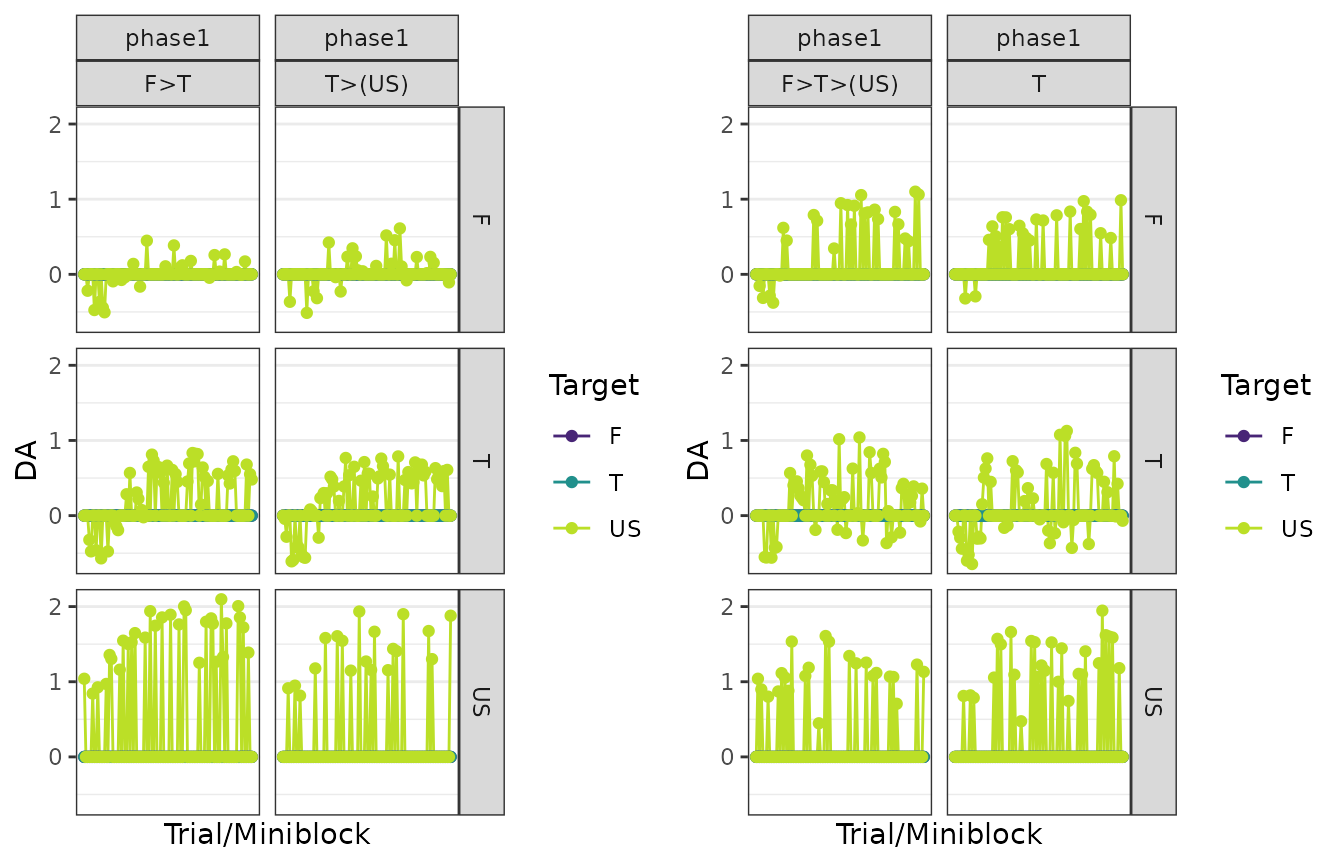 phase1
phase1
F>T
T>(US)
2
1
0
F
2
1
0
T
2
1
0
US
DA
Trial/Miniblock
Target
F
T
US
phase1
phase1
F>T>(US)
T
2
1
0
F
2
1
0
T
2
1
0
US
DA
Trial/Miniblock
Target
F
T
US